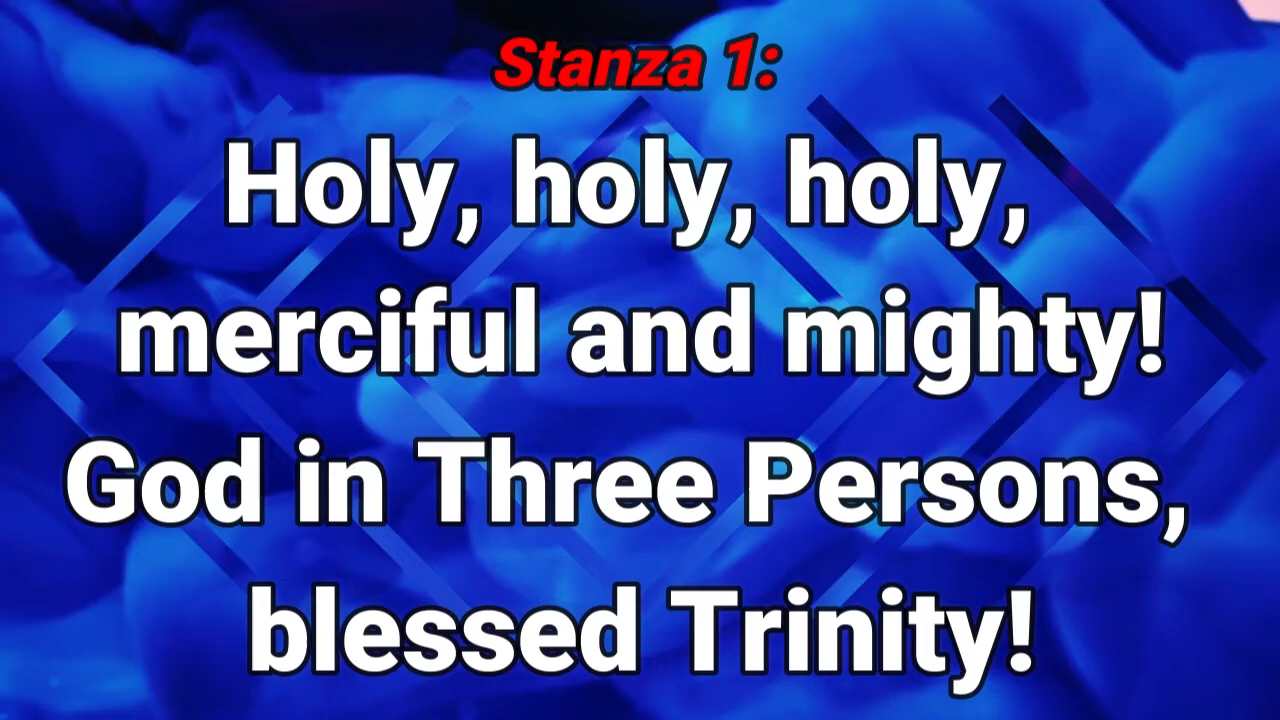 Stanza 1:
Holy, holy, holy,
merciful and mighty!
God in Three Persons,
blessed Trinity!